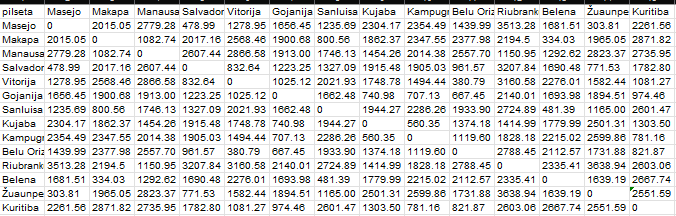 pilset Masejo Makapa Manausa Salvador Vitorija Gojanija Sanluisa Kujaba Kampugr Belu Oriz Riubrank Belena Žuaunpe Kuritiba
Masejo 0 2015.05 2779.28 478.99 1278.95 1656.45 1235.69 2304.17 2354.49 1439.99 3513.28 1681.51 303.81 2261.56
Makapa 2015.05 0 1082.74 2017.16 2568.46 1900.68 800.56 1862.37 2347.55 2377.98 2194.5 334.03 1965.05 2871.82
Manausa 2779.28 1082.74 0 2607.44 2866.58 1913.00 1746.13 1454.26 2014.38 2557.70 1150.95 1292.62 2823.37 2735.95
Salvador 478.99 2017.16 2607.44 0 832.64 1223.25 1327.09 1915.48 1905.03 961.57 3207.84 1690.48 771.53 1782.80
Vitorija 1278.95 2568.46 2866.58 832.64 0 1025.12 2021.93 1748.78 1494.44 380.79 3160.58 2276.01 1582.44 1081.27
Gojanija 1656.45 1900.68 1913.00 1223.25 1025.12 0 1662.48 740.98 707.13 667.45 2140.01 1693.98 1894.51 974.46
Sanluisa 1235.69 800.56 1746.13 1327.09 2021.93 1662.48 0 1944.27 2286.26 1933.90 2724.89 481.39 1165.00 2601.47
Kujaba 2304.17 1862.37 1454.26 1915.48 1748.78 740.98 1944.27 0 560.35 1374.18 1414.99 1779.99 2501.31 1303.50
Kampugr 2354.49 2347.55 2014.38 1905.03 1494.44 707.13 2286.26 560.35 0 1119.60 1828.18 2215.02 2599.86 781.16
Belu Oriz 1439.99 2377.98 2557.70 961.57 380.79 667.45 1933.90 1374.18 1119.60 0 2788.45 2112.57 1731.88 821.87
Riubrank 3513.28 2194.5 1150.95 3207.84 3160.58 2140.01 2724.89 1414.99 1828.18 2788.45 0 2335.41 3638.94 2603.06
Belena 1681.51 334.03 1292.62 1690.48 2276.01 1693.98 481.39 1779.99 2215.02 2112.57 2335.41 0 1639.19 2667.74
Žuaunpe 303.81 1965.05 2823.37 771.53 1582.44 1894.51 1165.00 2501.31 2599.86 1731.88 3638.94 1639.19 0 2551.59
Kuritiba 2261.56 2871.82 2735.95 1782.80 1081.27 974.46 2601.47 1303.50 781.16 821.87 2603.06 2667.74 2551.59 0